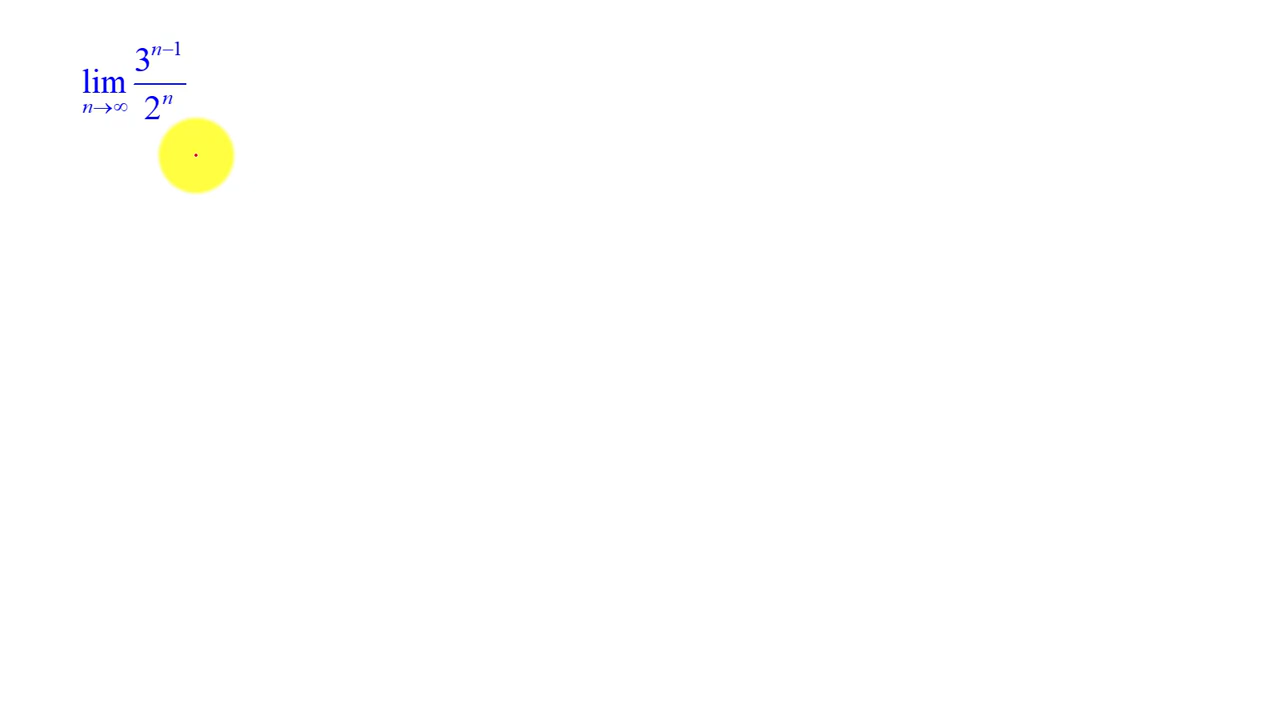 lim n→∞ 3^{n–1} / 2^n